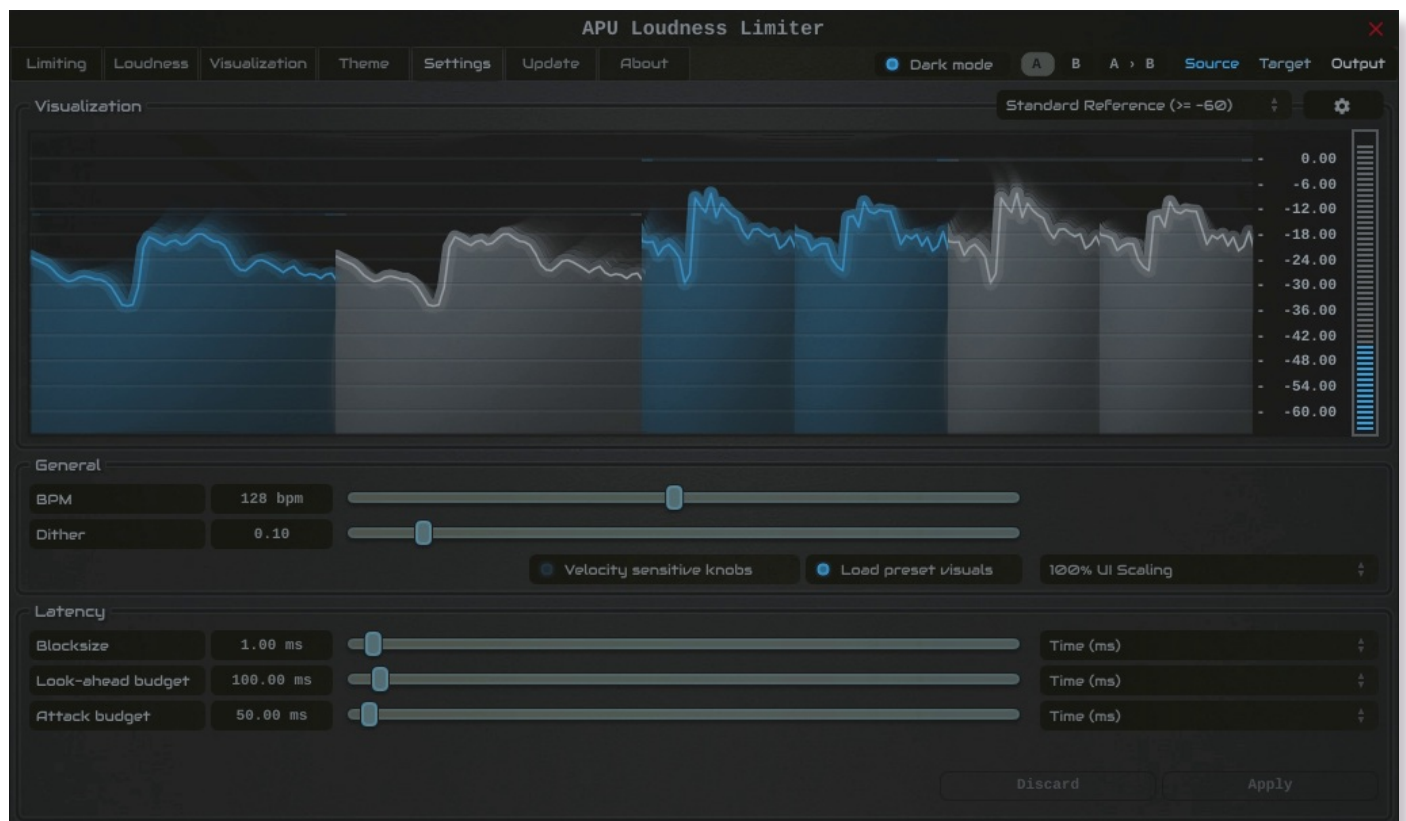 APU Loudness Limiter
Limiting Loudness Visualization Theme Settings Update About Dark mode A B A › B Source Target Output
Visualization Standard Reference (>= -60)
- 0.00
- -6.00
- -12.00
- -18.00
- -24.00
- -30.00
- -36.00
- -42.00
- -48.00
- -54.00
- -60.00
General
BPM 128 bpm
Dither 0.10
Velocity sensitive knobs Load preset visuals 100% UI Scaling
Latency
Blocksize 1.00 ms Time (ms)
Look-ahead budget 100.00 ms Time (ms)
Attack budget 50.00 ms Time (ms)
Discard Apply